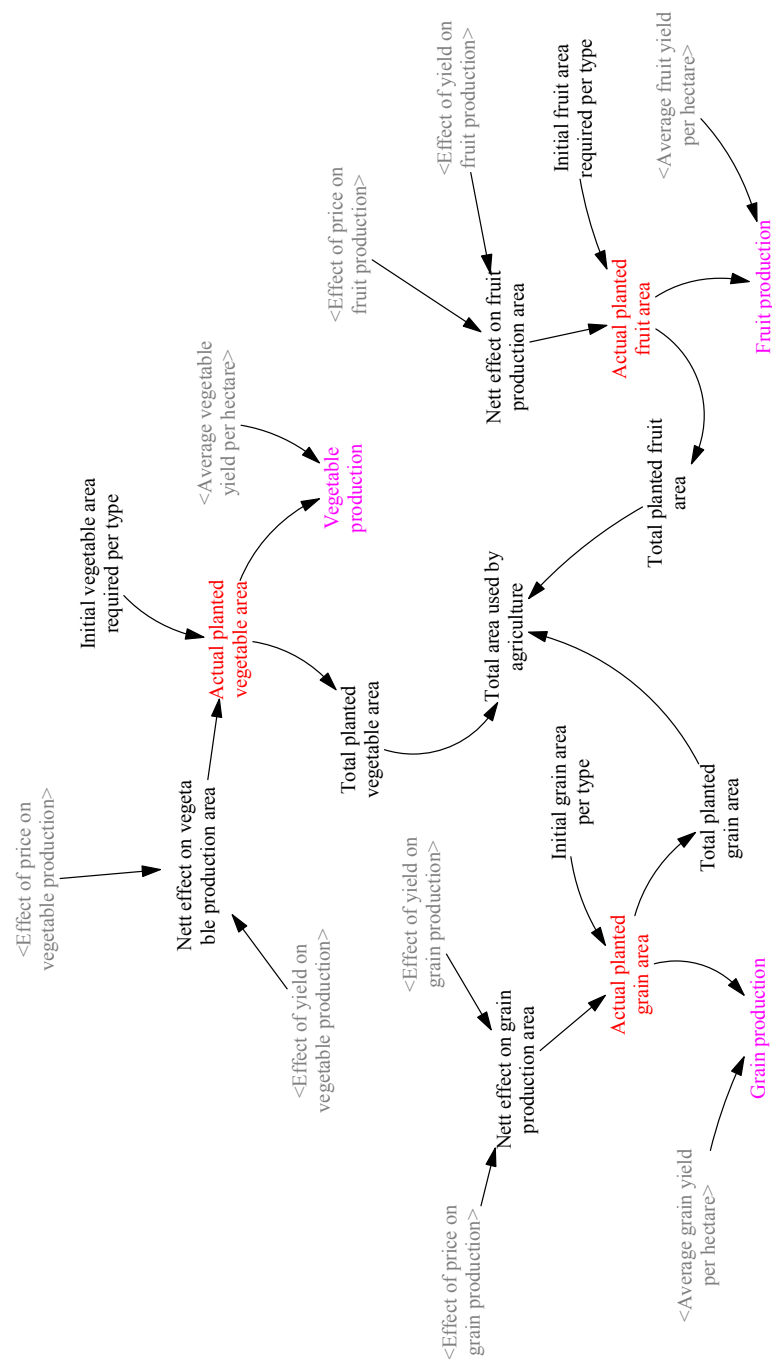 <Effect of price on
vegetable production>
Nett effect on vegeta
ble production area
<Effect of yield on
vegetable production>
Initial vegetable area
required per type
Actual planted
vegetable area
<Average vegetable
yield per hectare>
Vegetable
production
Total planted
vegetable area
<Effect of price on
fruit production>
<Effect of yield on
fruit production>
Nett effect on fruit
production area
Initial fruit area
required per type
Actual planted
fruit area
<Average fruit yield
per hectare>
Fruit production
Total planted fruit
area
Total area used by
agriculture
<Effect of yield on
grain production>
<Effect of price on
grain production>
Nett effect on grain
production area
Initial grain area
per type
Actual planted
grain area
Total planted
grain area
<Average grain yield
per hectare>
Grain production